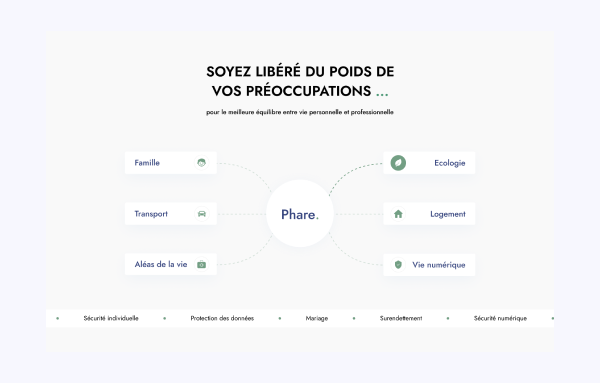 SOYEZ LIBÉRÉ DU POIDS DE
VOS PRÉOCCUPATIONS ...
pour le meilleure équilibre entre vie personnelle et professionnelle
Famille
Ecologie
Transport
Phare.
Logement
Aléas de la vie
Vie numérique
Sécurité individuelle • Protection des données • Mariage • Surendettement • Sécurité numérique